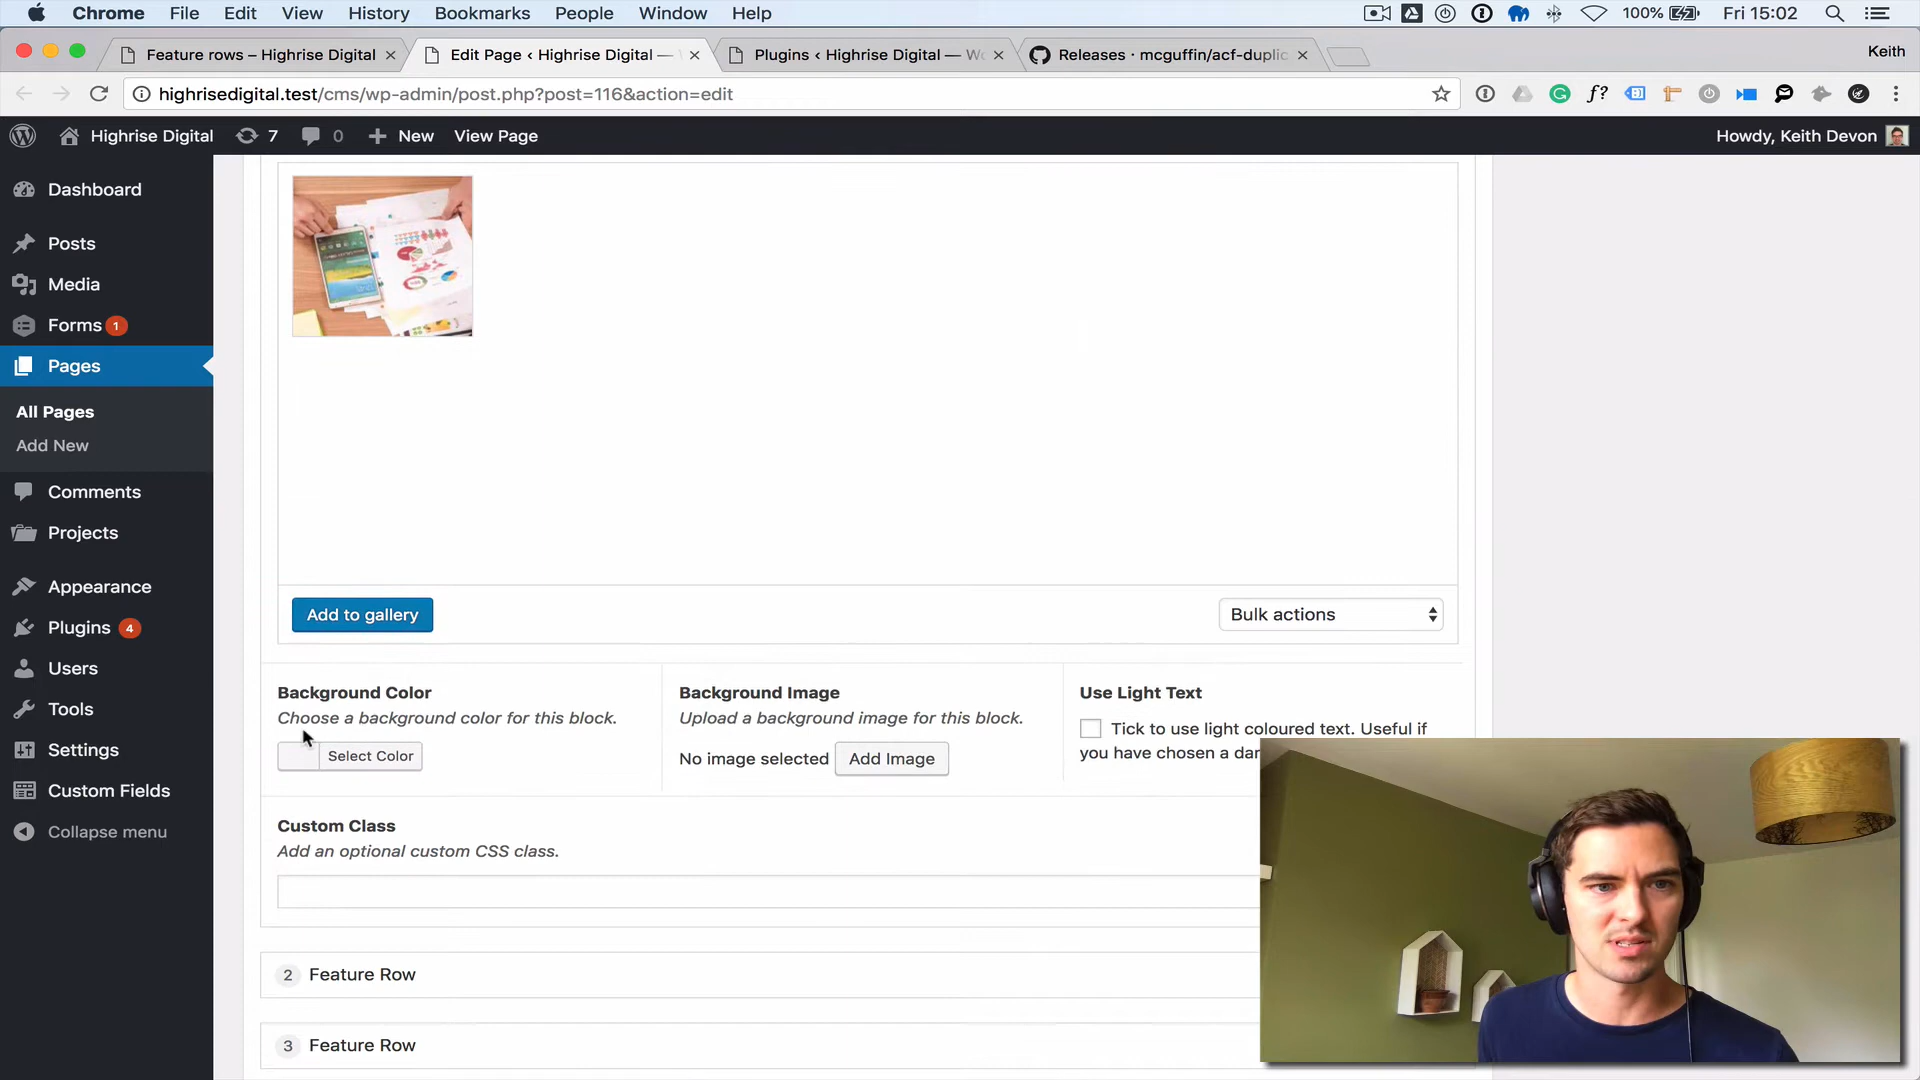 Chrome File Edit View History Bookmarks People Window Help 100% Fri 15:02
Feature rows – Highrise Digital
Edit Page ‹ Highrise Digital —
Plugins ‹ Highrise Digital —
Releases · mcguffin/acf-duplic
Keith
highrisedigital.test/cms/wp-admin/post.php?post=116&action=edit
f?
Highrise Digital 7 0 New View Page Howdy, Keith Devon
Dashboard
Posts
Media
Forms 1
Pages
All Pages
Add New
Comments
Projects
Appearance
Plugins 4
Users
Tools
Settings
Custom Fields
Collapse menu
Add to gallery
Bulk actions
Background Color
Choose a background color for this block.
Select Color
Background Image
Upload a background image for this block.
No image selected Add Image
Use Light Text
Tick to use light coloured text. Useful if
you have chosen a
Custom Class
Add an optional custom CSS class.
2 Feature Row
3 Feature Row